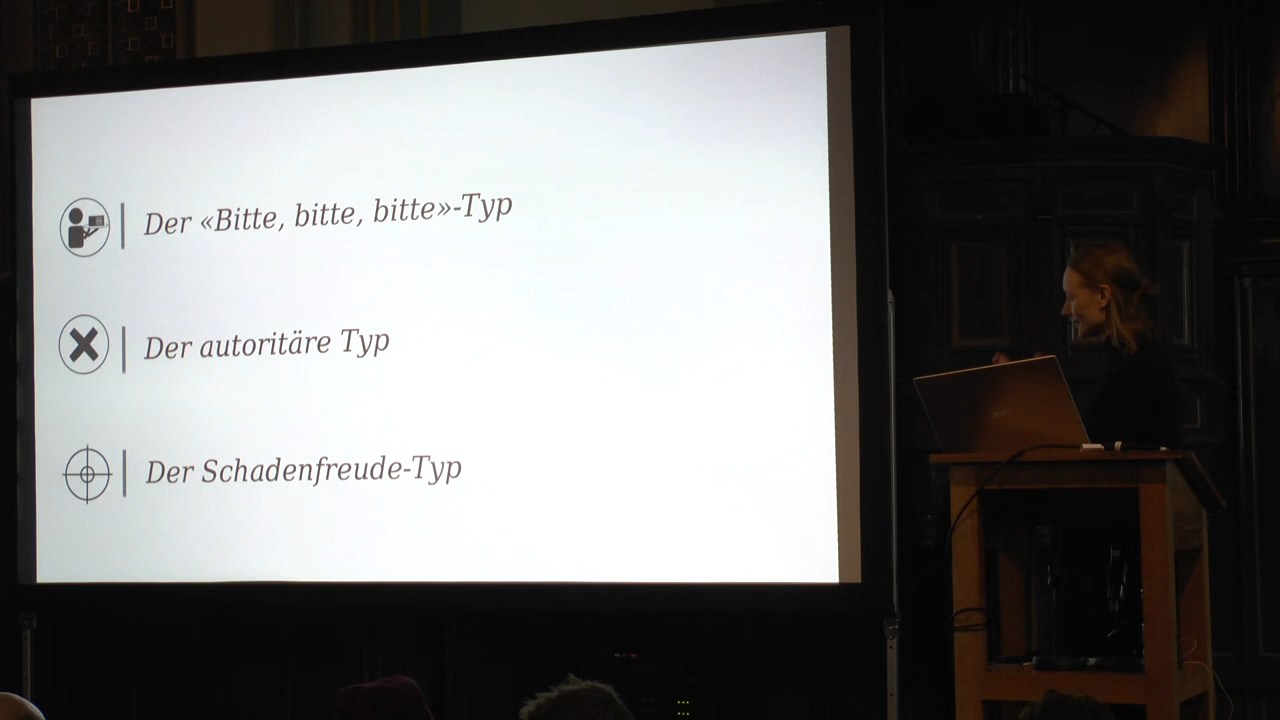 Der «Bitte, bitte, bitte»-Typ
Der autoritäre Typ
Der Schadenfreude-Typ